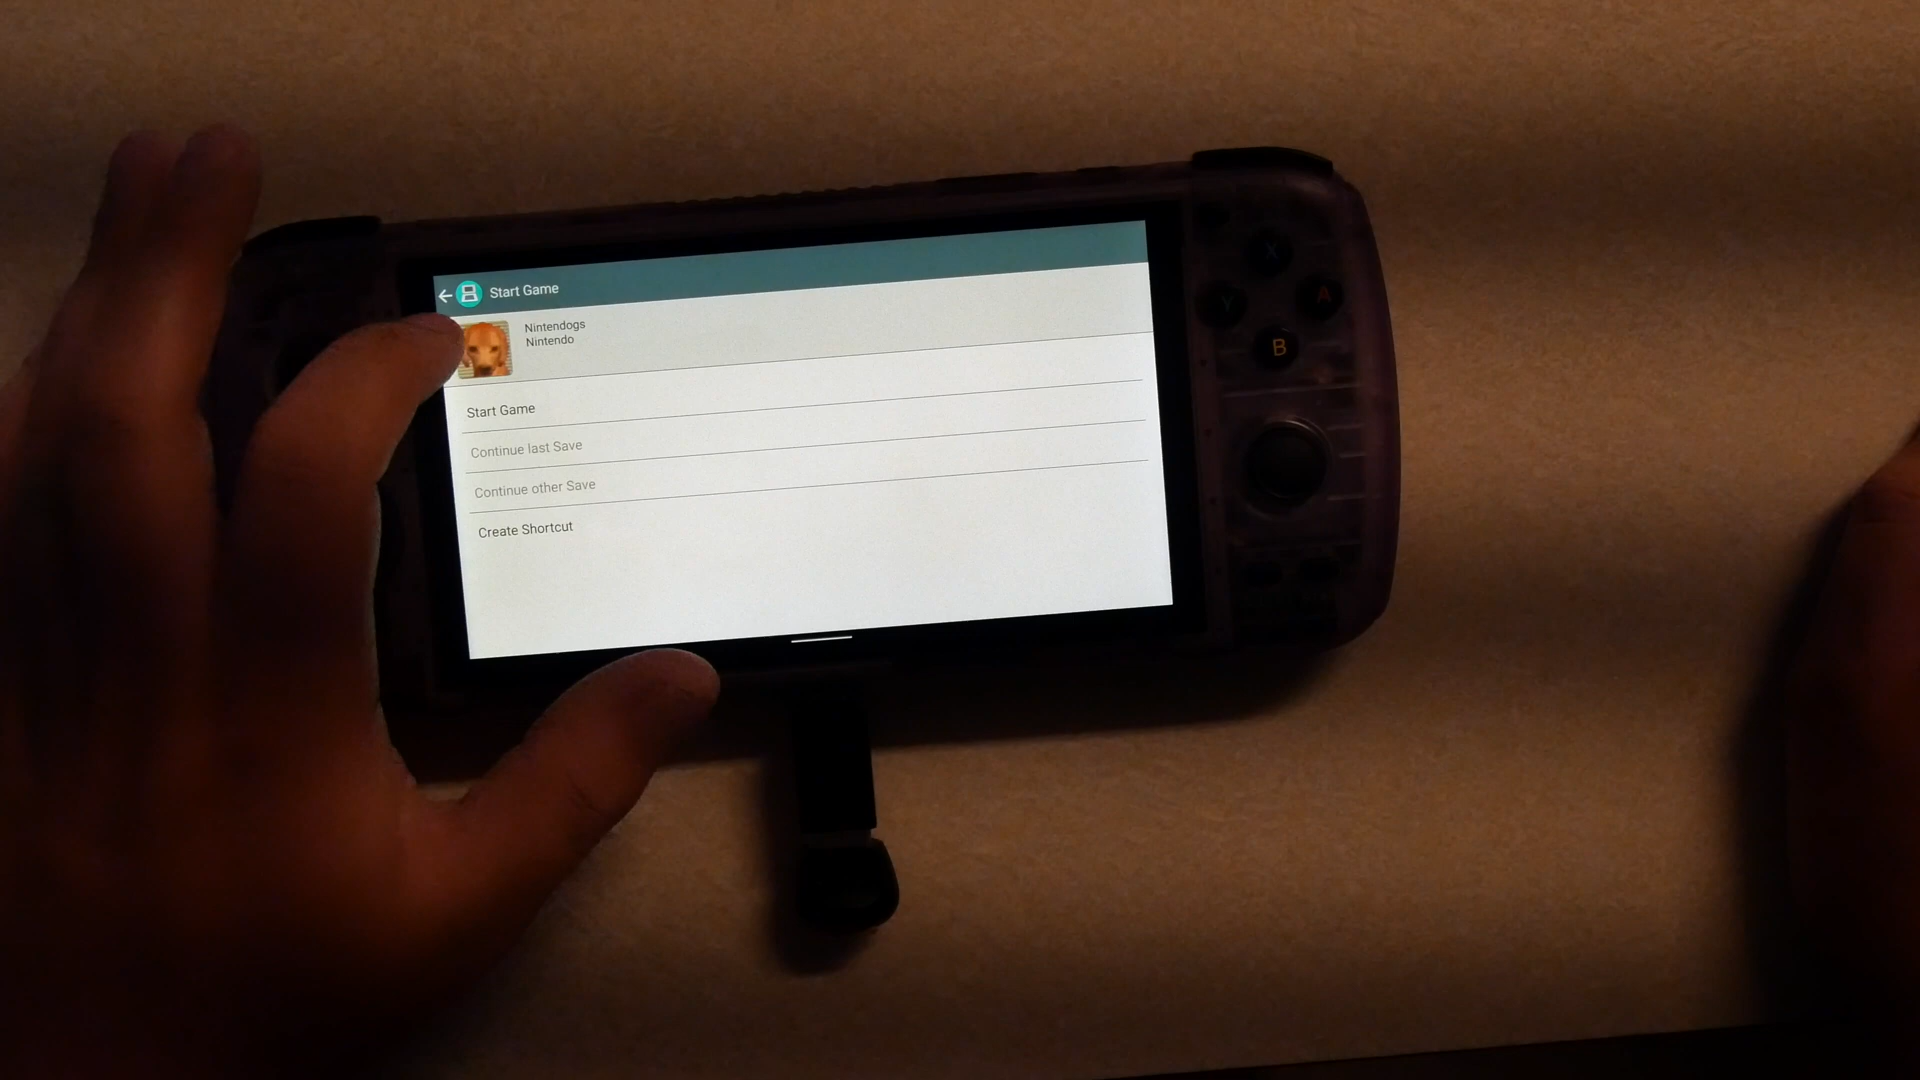 Start Game
Nintendogs
Nintendo
Start Game
Continue last Save
Continue other Save
Create Shortcut
X
Y
A
B